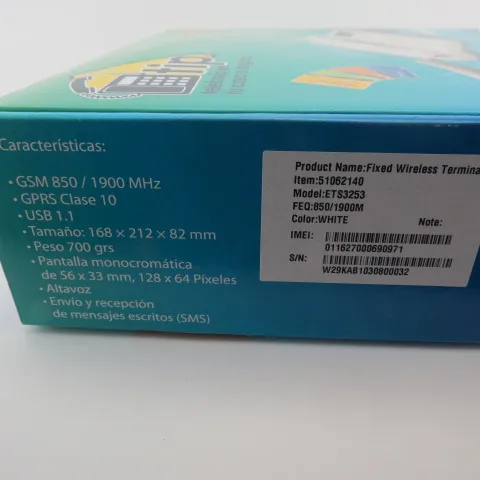 tip
Características:
• GSM 850 / 1900 MHz
• GPRS Clase 10
• USB 1.1
• Tamaño: 168 x 212 x 82 mm
• Peso 700 grs
• Pantalla monocromática
de 56 x 33 mm, 128 x 64 Píxeles
• Altavoz
• Envío y recepción
de mensajes escritos (SMS)
Product Name:Fixed Wireless Termina
Item:51062140
Model:ETS3253
FEQ:850/1900M
Color:WHITE Note:
IMEI:
011627000690971
S/N:
W29KAB1030800032